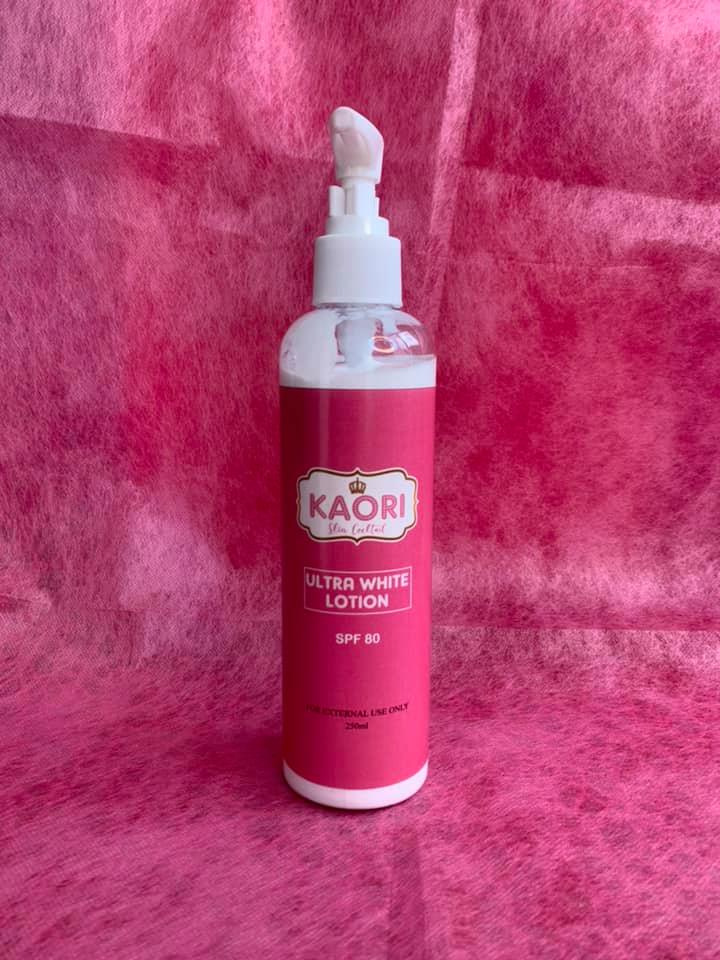 KAORI
Skin Cocktail
ULTRA WHITE
LOTION
SPF 80
FOR EXTERNAL USE ONLY
250ml